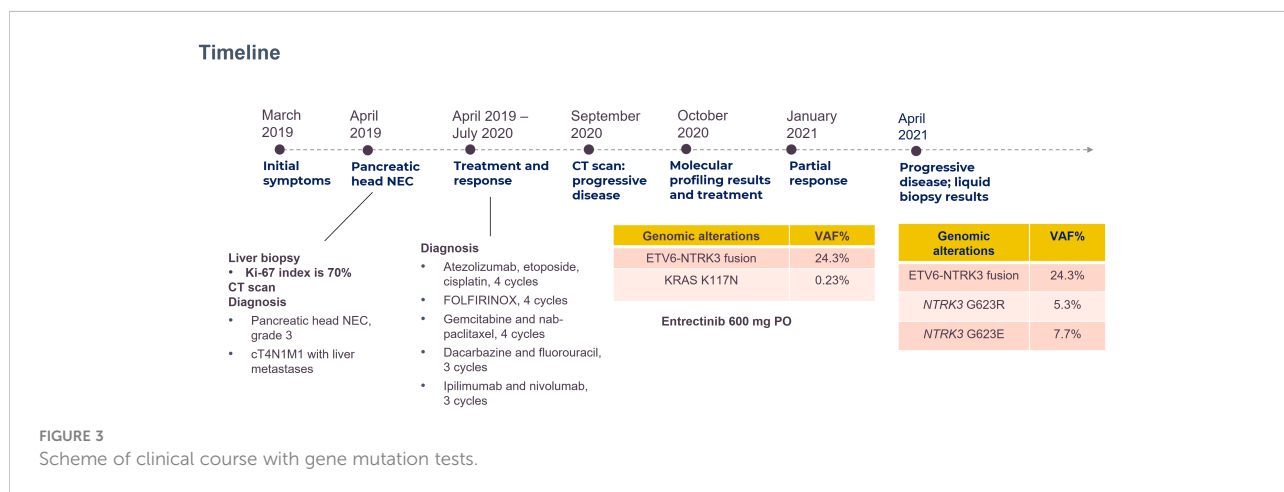 Timeline
March
2019
April
2019
April 2019 –
July 2020
September
2020
October
2020
January
2021
April
2021
Initial
symptoms
Pancreatic
head NEC
Treatment and
response
CT scan:
progressive
disease
Molecular
profiling results
and treatment
Partial
response
Progressive
disease; liquid
biopsy results
Liver biopsy
• Ki-67 index is 70%
CT scan
Diagnosis
• Pancreatic head NEC,
grade 3
• cT4N1M1 with liver
metastases
Diagnosis
• Atezolizumab, etoposide,
cisplatin, 4 cycles
• FOLFIRINOX, 4 cycles
• Gemcitabine and nab-
paclitaxel, 4 cycles
• Dacarbazine and fluorouracil,
3 cycles
• Ipilimumab and nivolumab,
3 cycles
Genomic alterations VAF%
ETV6-NTRK3 fusion 24.3%
KRAS K117N 0.23%
Entrectinib 600 mg PO
Genomic
alterations VAF%
ETV6-NTRK3 fusion 24.3%
NTRK3 G623R 5.3%
NTRK3 G623E 7.7%
FIGURE 3
Scheme of clinical course with gene mutation tests.